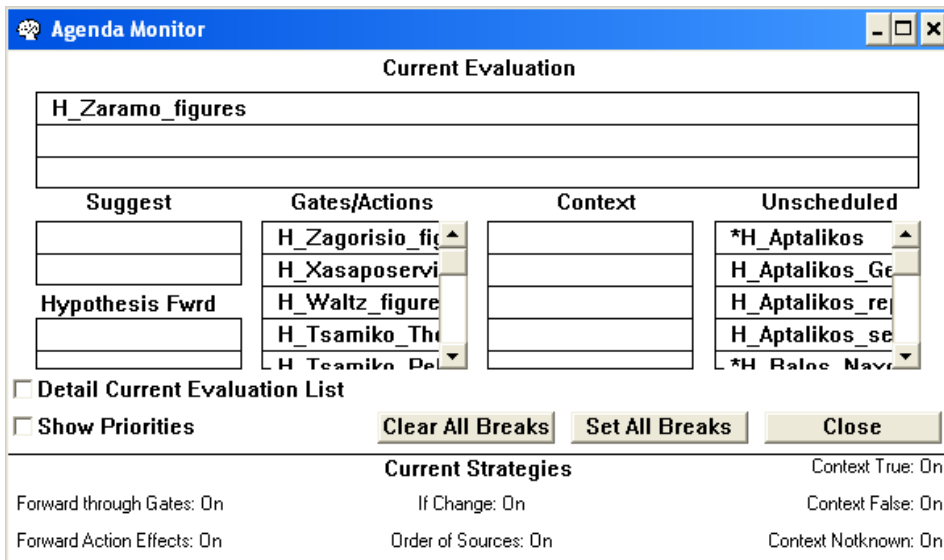 Agenda Monitor
Current Evaluation
H_Zaramo_figures
Suggest Gates/Actions Context Unscheduled
H_Zagorisio_fig *H_Aptalikos
H_Xasaposervi H_Aptalikos_Ge
Hypothesis Fwrd H_Waltz_figure H_Aptalikos_rep
H_Tsamiko_The H_Aptalikos_se
H_Tsamiko_Pel *H_Balos_Naxo
Detail Current Evaluation List
Show Priorities Clear All Breaks Set All Breaks Close
Current Strategies Context True: On
Forward through Gates: On If Change: On Context False: On
Forward Action Effects: On Order of Sources: On Context Notknown: On